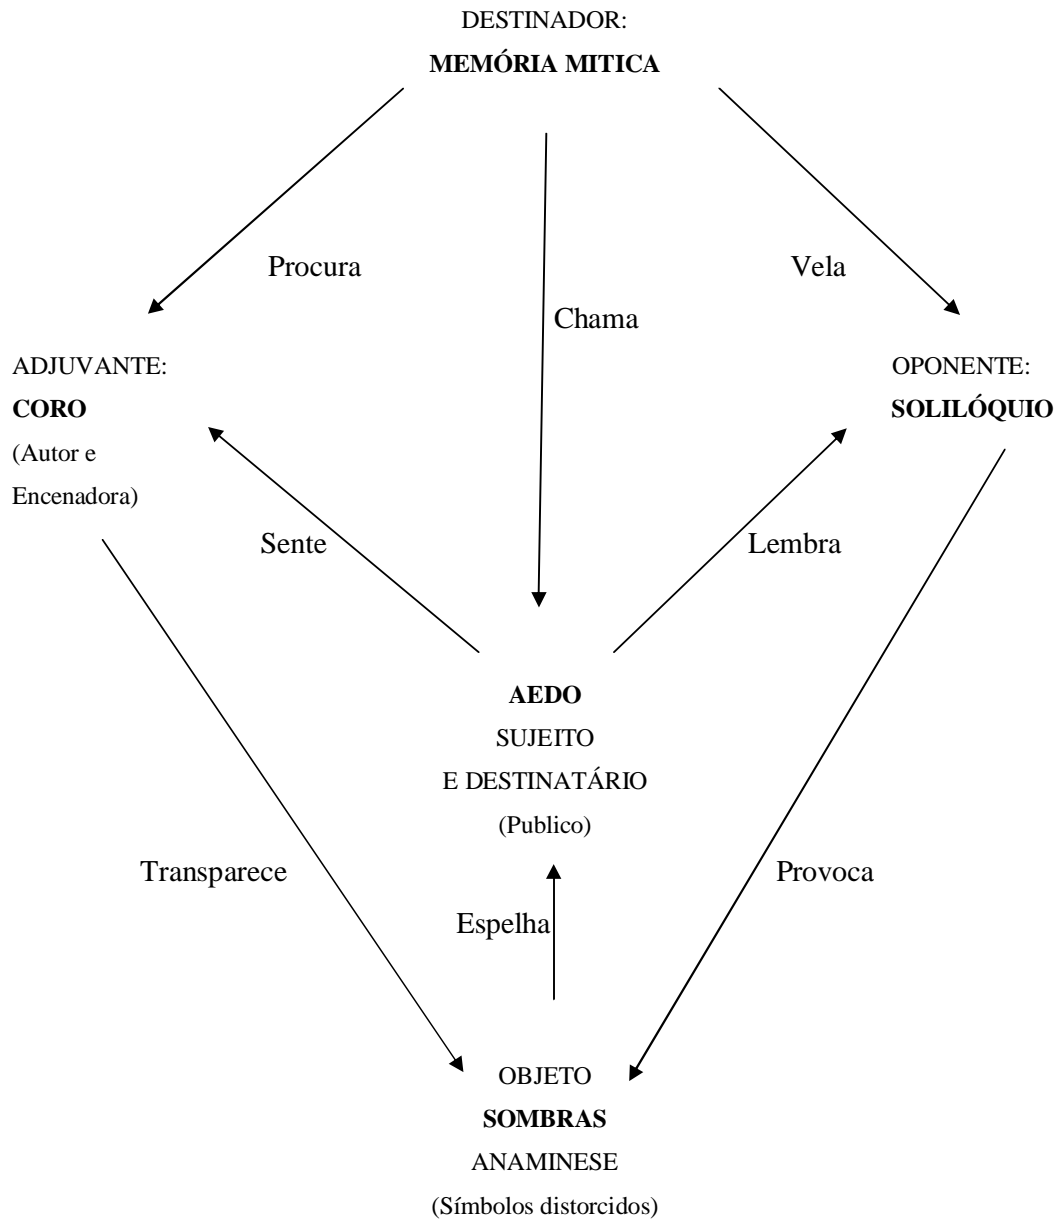 DESTINADOR:
MEMÓRIA MITICA
Procura
Vela
Chama
ADJUVANTE:
CORO
(Autor e
Encenadora)
OPONENTE:
SOLILÓQUIO
Sente
Lembra
AEDO
SUJEITO
E DESTINATÁRIO
(Publico)
Transparece
Provoca
Espelha
OBJETO
SOMBRAS
ANAMINESE
(Símbolos distorcidos)